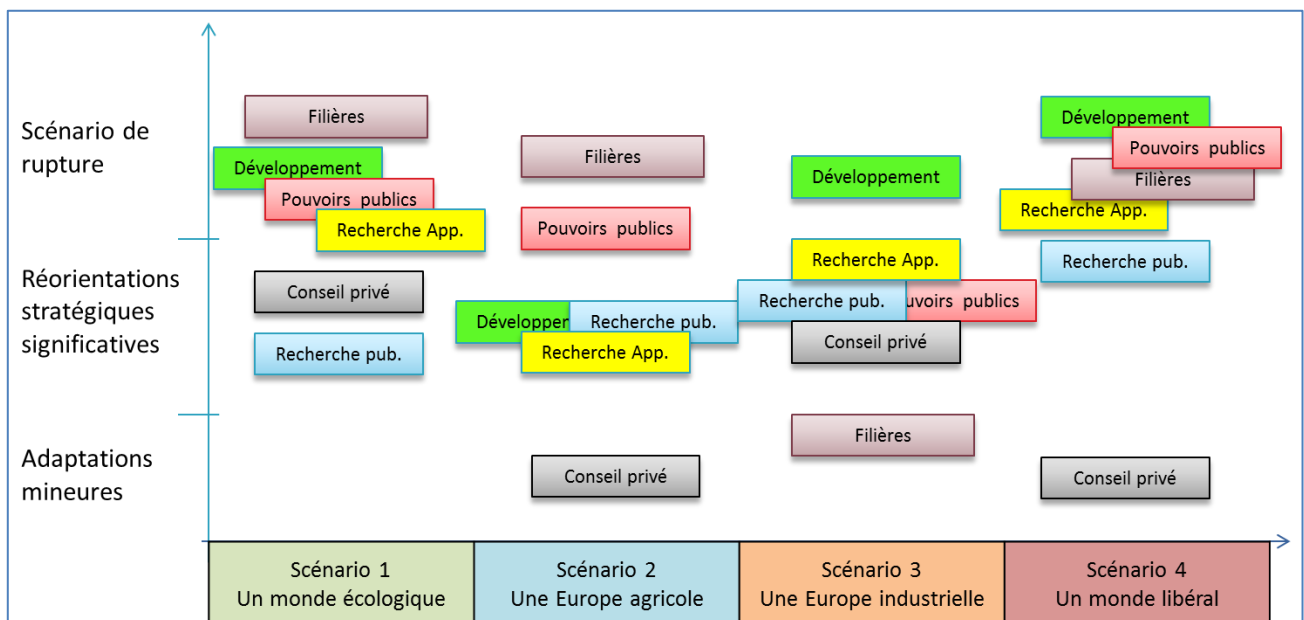 Scénario de
rupture
Réorientations
stratégiques
significatives
Adaptations
mineures
Filières
Développement
Pouvoirs publics
Recherche App.
Conseil privé
Recherche pub.
Filières
Pouvoirs publics
Développen
Recherche pub.
Recherche App.
Conseil privé
Développement
Recherche App.
Recherche pub.
uvoirs publics
Conseil privé
Filières
Développement
Pouvoirs publics
Filières
Recherche App.
Recherche pub.
Conseil privé
Scénario 1
Un monde écologique
Scénario 2
Une Europe agricole
Scénario 3
Une Europe industrielle
Scénario 4
Un monde libéral